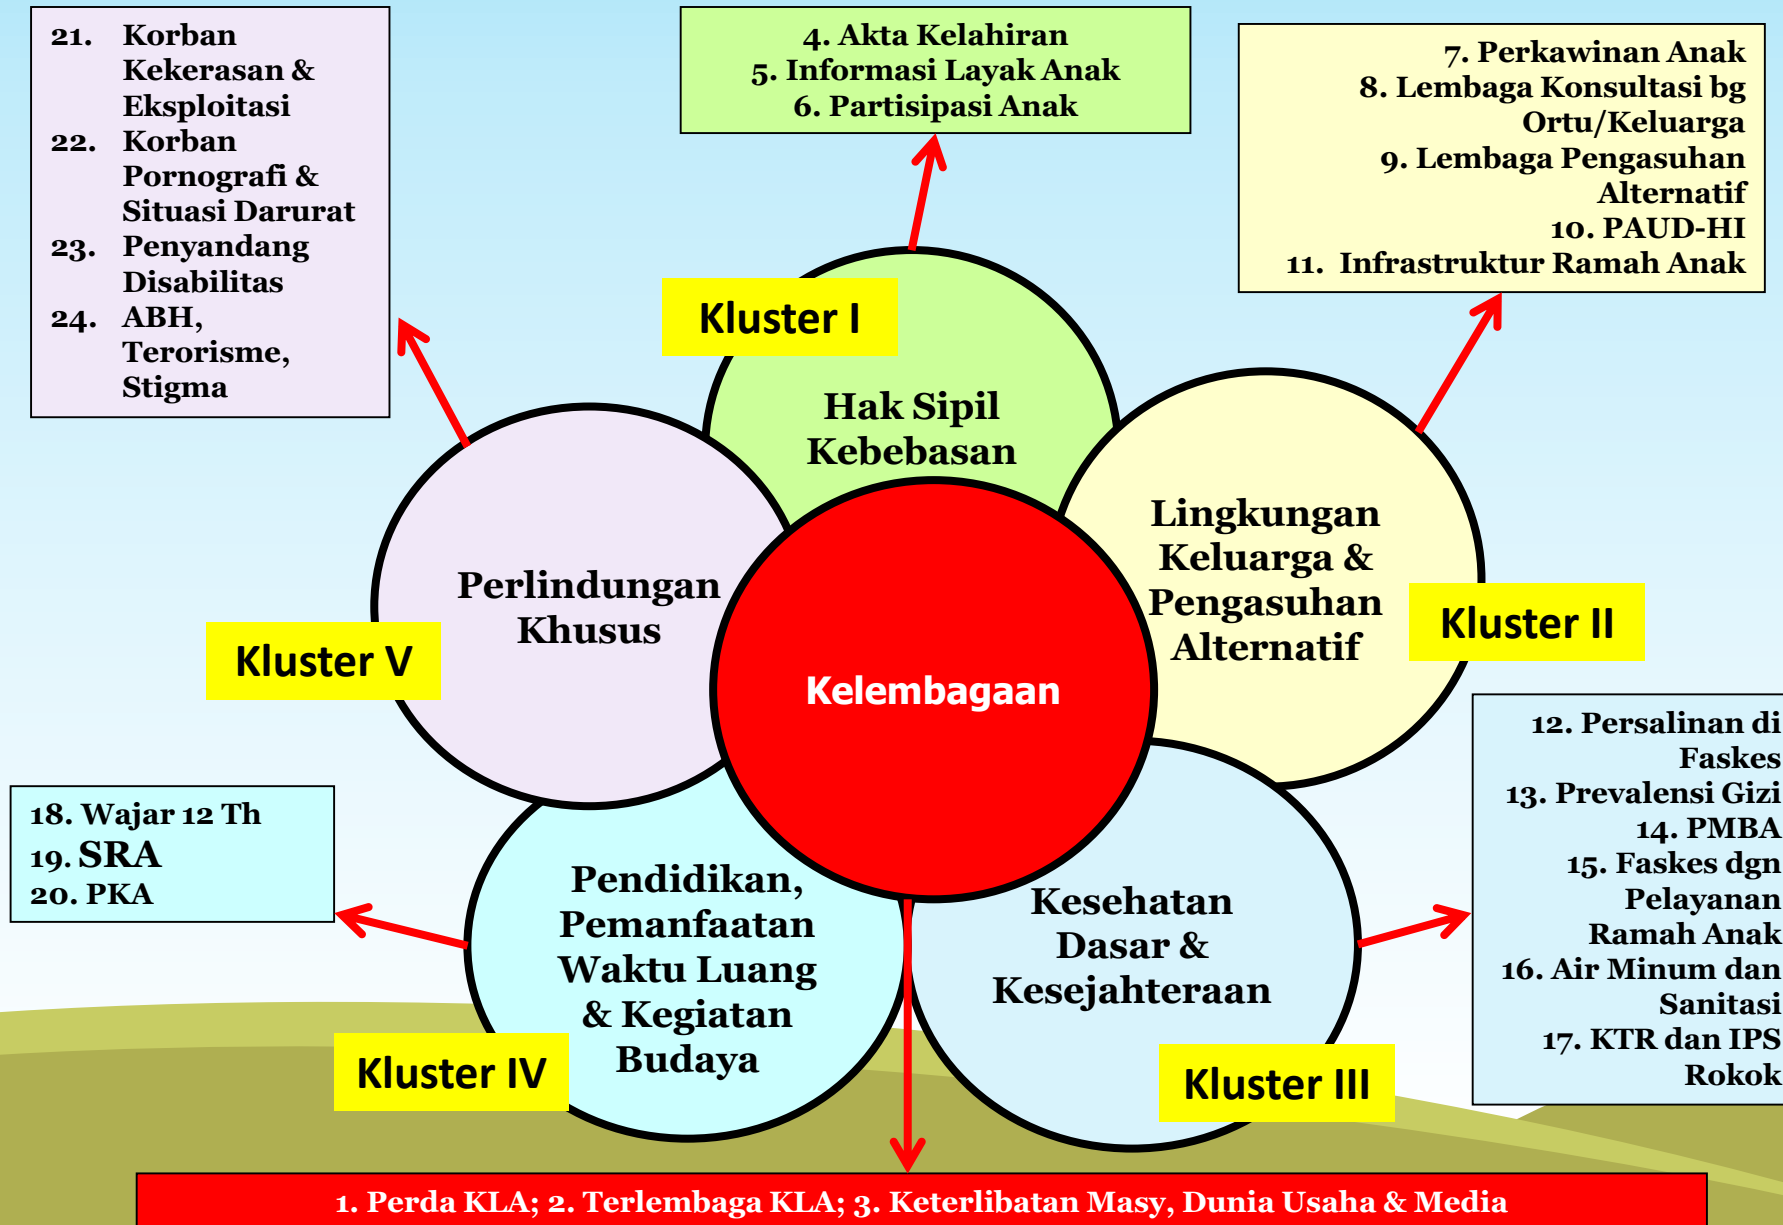 21. Korban
Kekerasan &
Eksploitasi
22. Korban
Pornografi &
Situasi Darurat
23. Penyandang
Disabilitas
24. ABH,
Terorisme,
Stigma
4. Akta Kelahiran
5. Informasi Layak Anak
6. Partisipasi Anak
7. Perkawinan Anak
8. Lembaga Konsultasi bg
Ortu/Keluarga
9. Lembaga Pengasuhan
Alternatif
10. PAUD-HI
11. Infrastruktur Ramah Anak
Kluster I
Hak Sipil
Kebebasan
Lingkungan
Keluarga &
Pengasuhan
Alternatif
Kluster II
Perlindungan
Khusus
Kluster V
Kelembagaan
12. Persalinan di
Faskes
13. Prevalensi Gizi
14. PMBA
15. Faskes dgn
Pelayanan
Ramah Anak
16. Air Minum dan
Sanitasi
17. KTR dan IPS
Rokok
18. Wajar 12 Th
19. SRA
20. PKA
Pendidikan,
Pemanfaatan
Waktu Luang
& Kegiatan
Budaya
Kluster IV
Kesehatan
Dasar &
Kesejahteraan
Kluster III
1. Perda KLA; 2. Terlembaga KLA; 3. Keterlibatan Masy, Dunia Usaha & Media